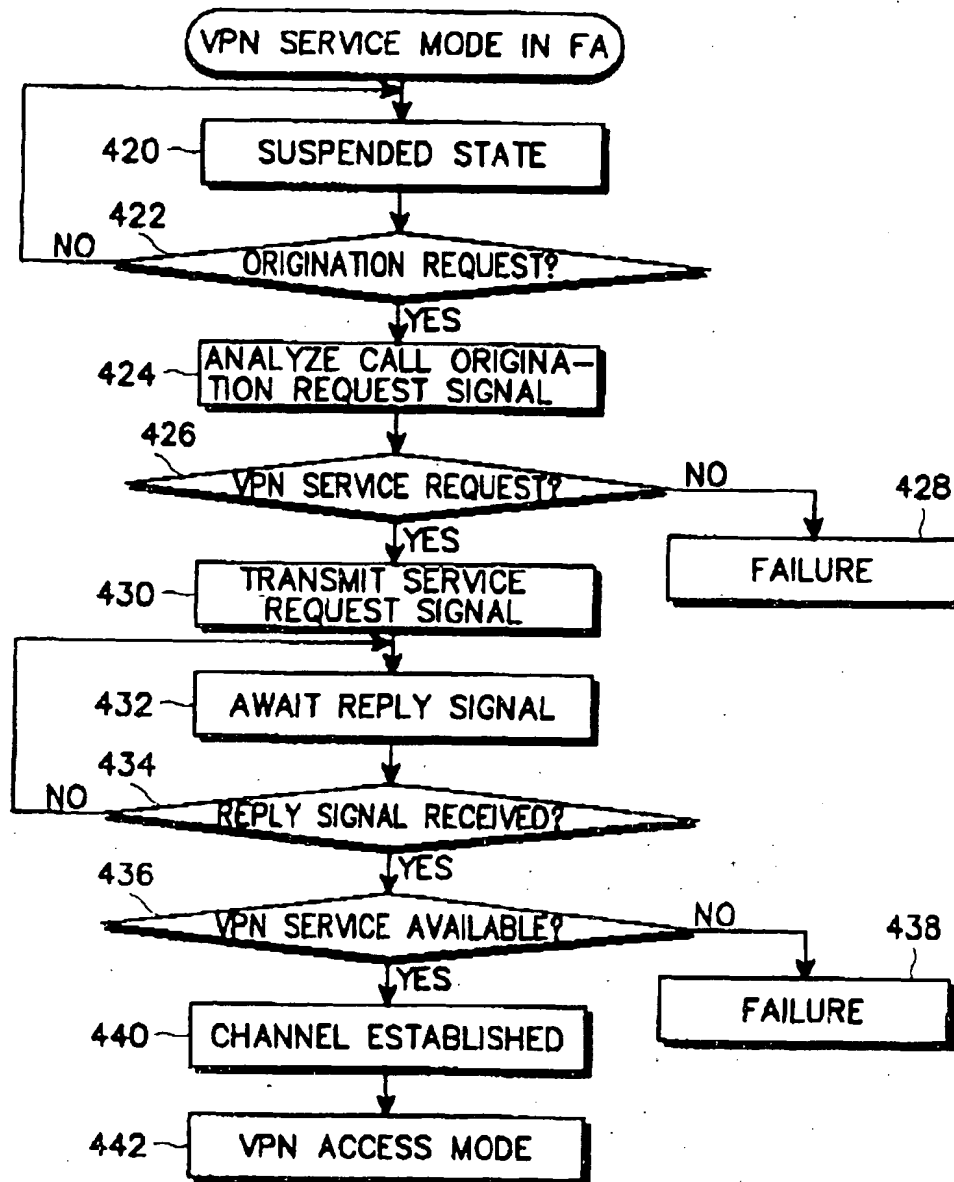 VPN SERVICE MODE IN FA
420
SUSPENDED STATE
422
NO
ORIGINATION REQUEST?
YES
424
ANALYZE CALL ORIGINA-
TION REQUEST SIGNAL
426
VPN SERVICE REQUEST?
NO
428
YES
FAILURE
430
TRANSMIT SERVICE
REQUEST SIGNAL
432
AWAIT REPLY SIGNAL
434
NO
REPLY SIGNAL RECEIVED?
YES
436
VPN SERVICE AVAILABLE?
NO
438
YES
FAILURE
440
CHANNEL ESTABLISHED
442
VPN ACCESS MODE